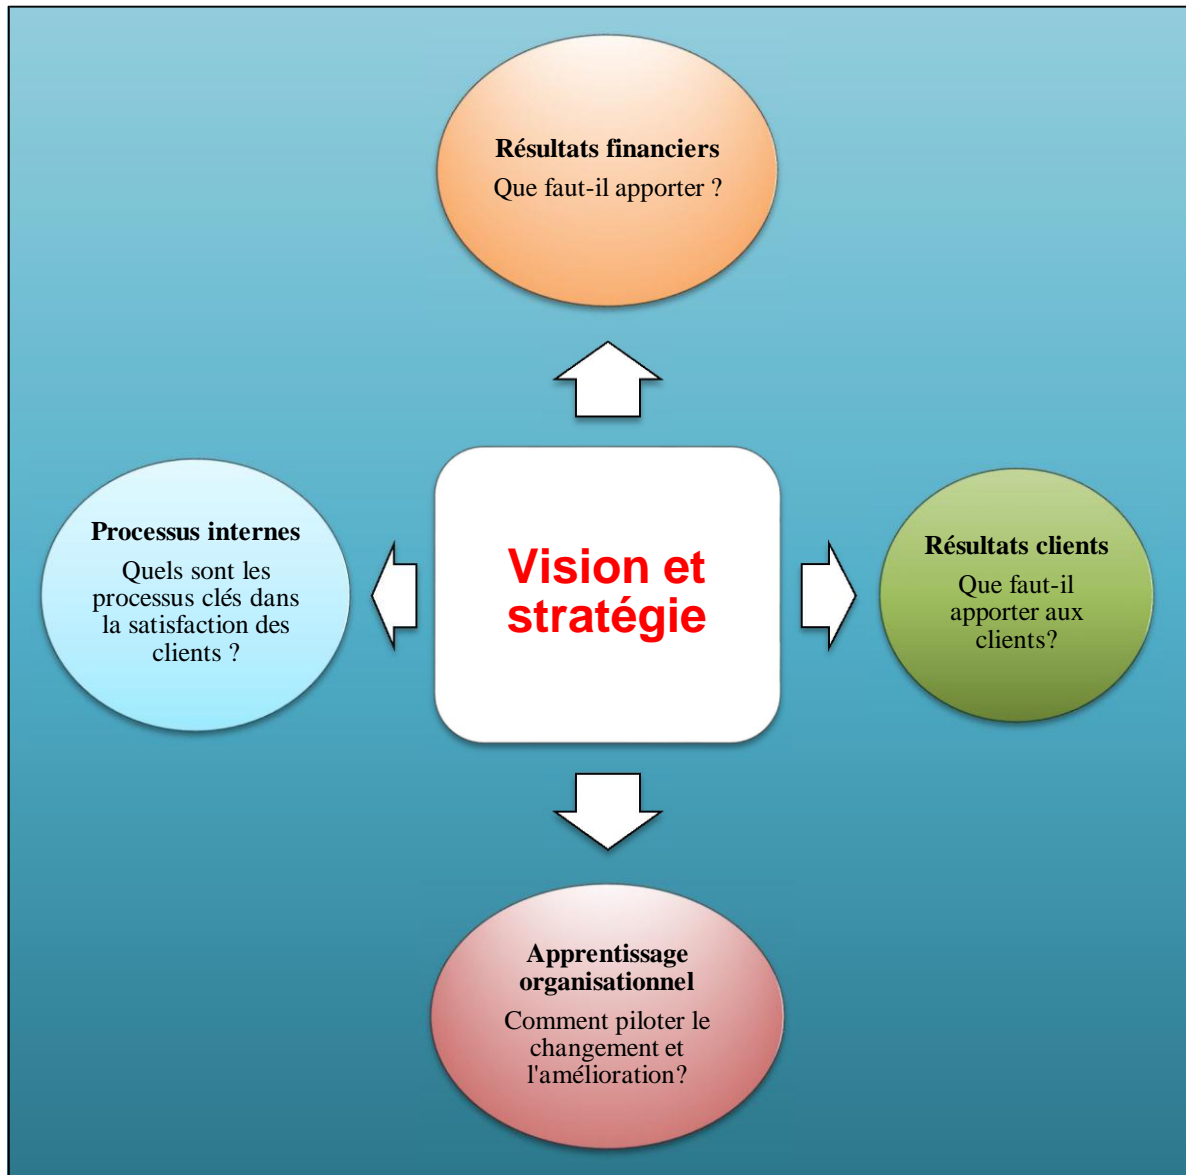 Résultats financiers
Que faut-il apporter ?
Processus internes
Quels sont les
processus clés dans
la satisfaction des
clients ?
Vision et
stratégie
Résultats clients
Que faut-il
apporter aux
clients?
Apprentissage
organisationnel
Comment piloter le
changement et
l'amélioration?